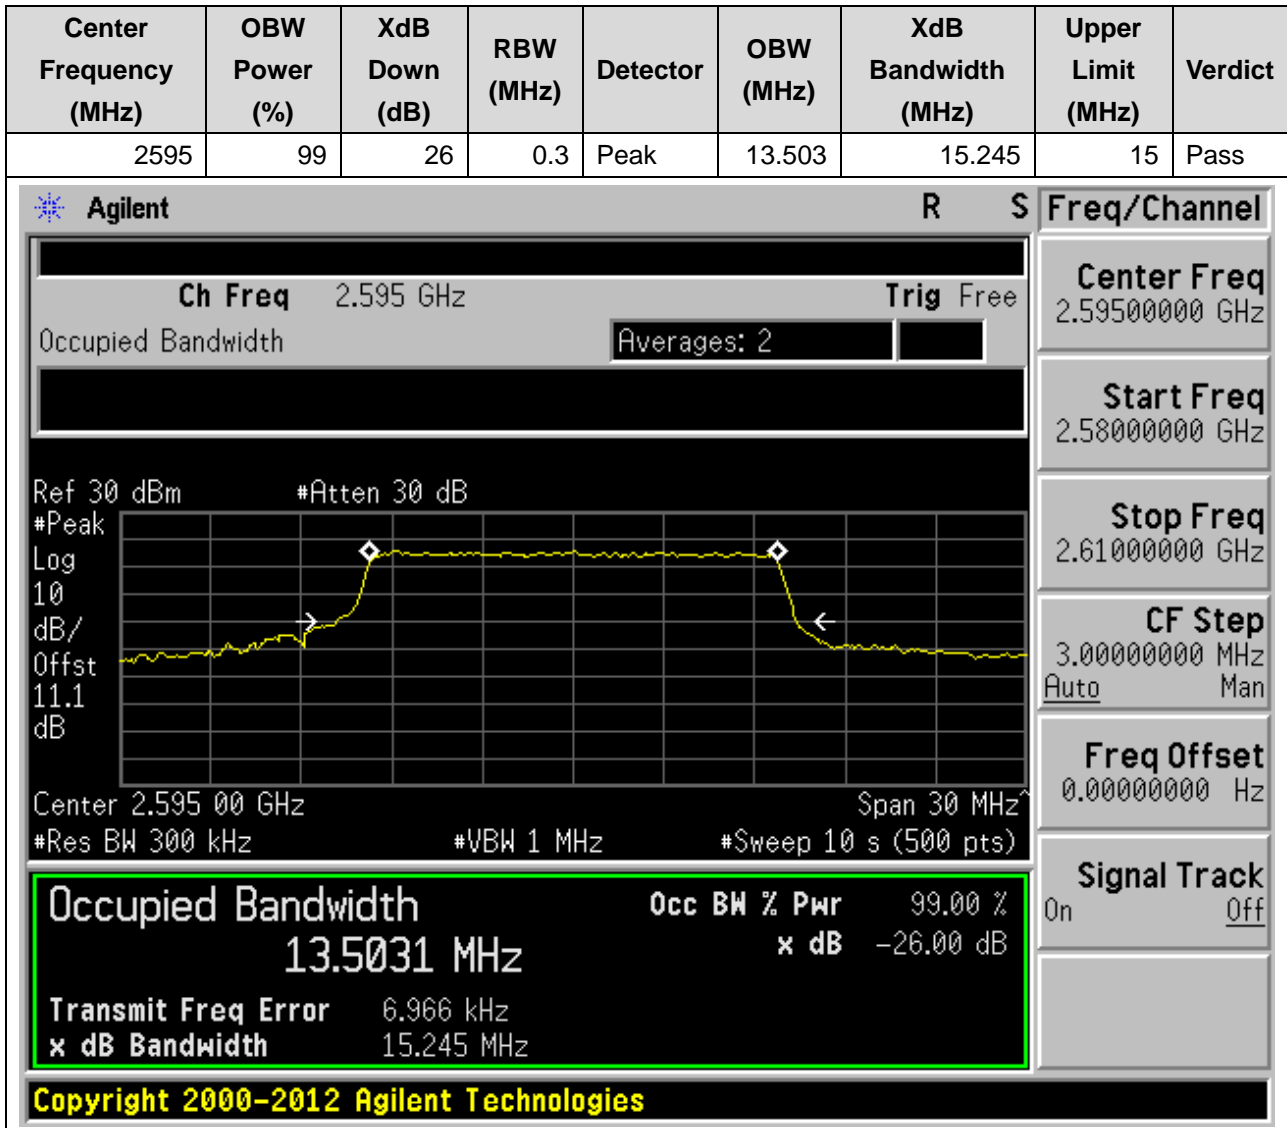 Center Frequency (MHz) OBW Power (%) XdB Down (dB) RBW (MHz) Detector OBW (MHz) XdB Bandwidth (MHz) Upper Limit (MHz) Verdict
2595 99 26 0.3 Peak 13.503 15.245 15 Pass
Agilent R S
Ch Freq 2.595 GHz Trig Free
Occupied Bandwidth Averages: 2
Ref 30 dBm #Atten 30 dB
#Peak
Log
10
dB/
Offst
11.1
dB
Center 2.595 00 GHz Span 30 MHz^
#Res BW 300 kHz #VBW 1 MHz #Sweep 10 s (500 pts)
Occupied Bandwidth Occ BW % Pwr 99.00 %
13.5031 MHz x dB -26.00 dB
Transmit Freq Error 6.966 kHz
x dB Bandwidth 15.245 MHz
Copyright 2000-2012 Agilent Technologies
Freq/Channel
Center Freq
2.59500000 GHz
Start Freq
2.58000000 GHz
Stop Freq
2.61000000 GHz
CF Step
3.00000000 MHz
Auto Man
Freq Offset
0.00000000 Hz
Signal Track
On Off